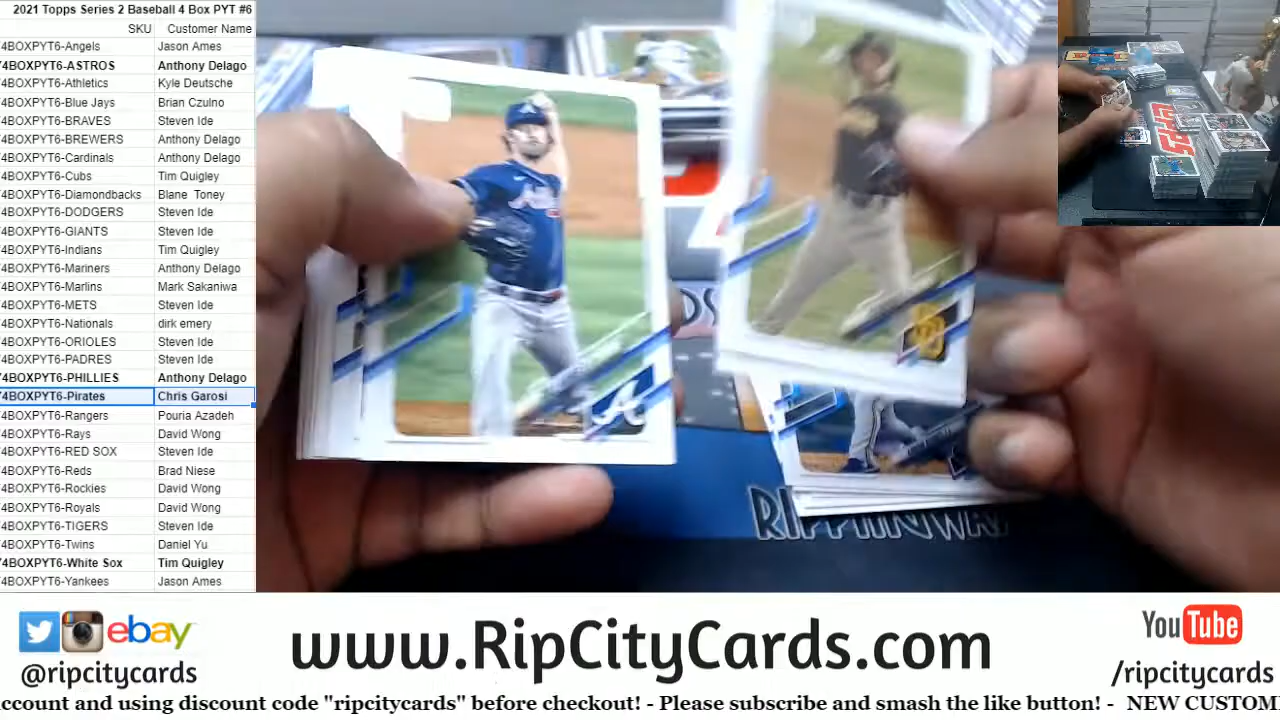 2021 Topps Series 2 Baseball 4 Box PYT #6
SKU Customer Name
4BOXPYT6-Angels Jason Ames
74BOXPYT6-ASTROS Anthony Delago
4BOXPYT6-Athletics Kyle Deutsche
4BOXPYT6-Blue Jays Brian Czulno
4BOXPYT6-BRAVES Steven Ide
4BOXPYT6-BREWERS Anthony Delago
4BOXPYT6-Cardinals Anthony Delago
4BOXPYT6-Cubs Tim Quigley
4BOXPYT6-Diamondbacks Blane Toney
4BOXPYT6-DODGERS Steven Ide
4BOXPYT6-GIANTS Steven Ide
4BOXPYT6-Indians Tim Quigley
4BOXPYT6-Mariners Anthony Delago
4BOXPYT6-Marlins Mark Sakaniwa
4BOXPYT6-METS Steven Ide
4BOXPYT6-Nationals dirk emery
4BOXPYT6-ORIOLES Steven Ide
4BOXPYT6-PADRES Steven Ide
74BOXPYT6-PHILLIES Anthony Delago
74BOXPYT6-Pirates Chris Garosi
4BOXPYT6-Rangers Pouria Azadeh
4BOXPYT6-Rays David Wong
4BOXPYT6-RED SOX Steven Ide
4BOXPYT6-Reds Brad Niese
4BOXPYT6-Rockies David Wong
4BOXPYT6-Royals David Wong
4BOXPYT6-TIGERS Steven Ide
4BOXPYT6-Twins Daniel Yu
74BOXPYT6-White Sox Tim Quigley
4BOXPYT6-Yankees Jason Ames
A
DS
RIPPIINWA
ebay
@ripcitycards
www.RipCityCards.com
YouTube
/ripcitycards
ccount and using discount code "ripcitycards" before checkout! - Please subscribe and smash the like button! - NEW CUSTOM